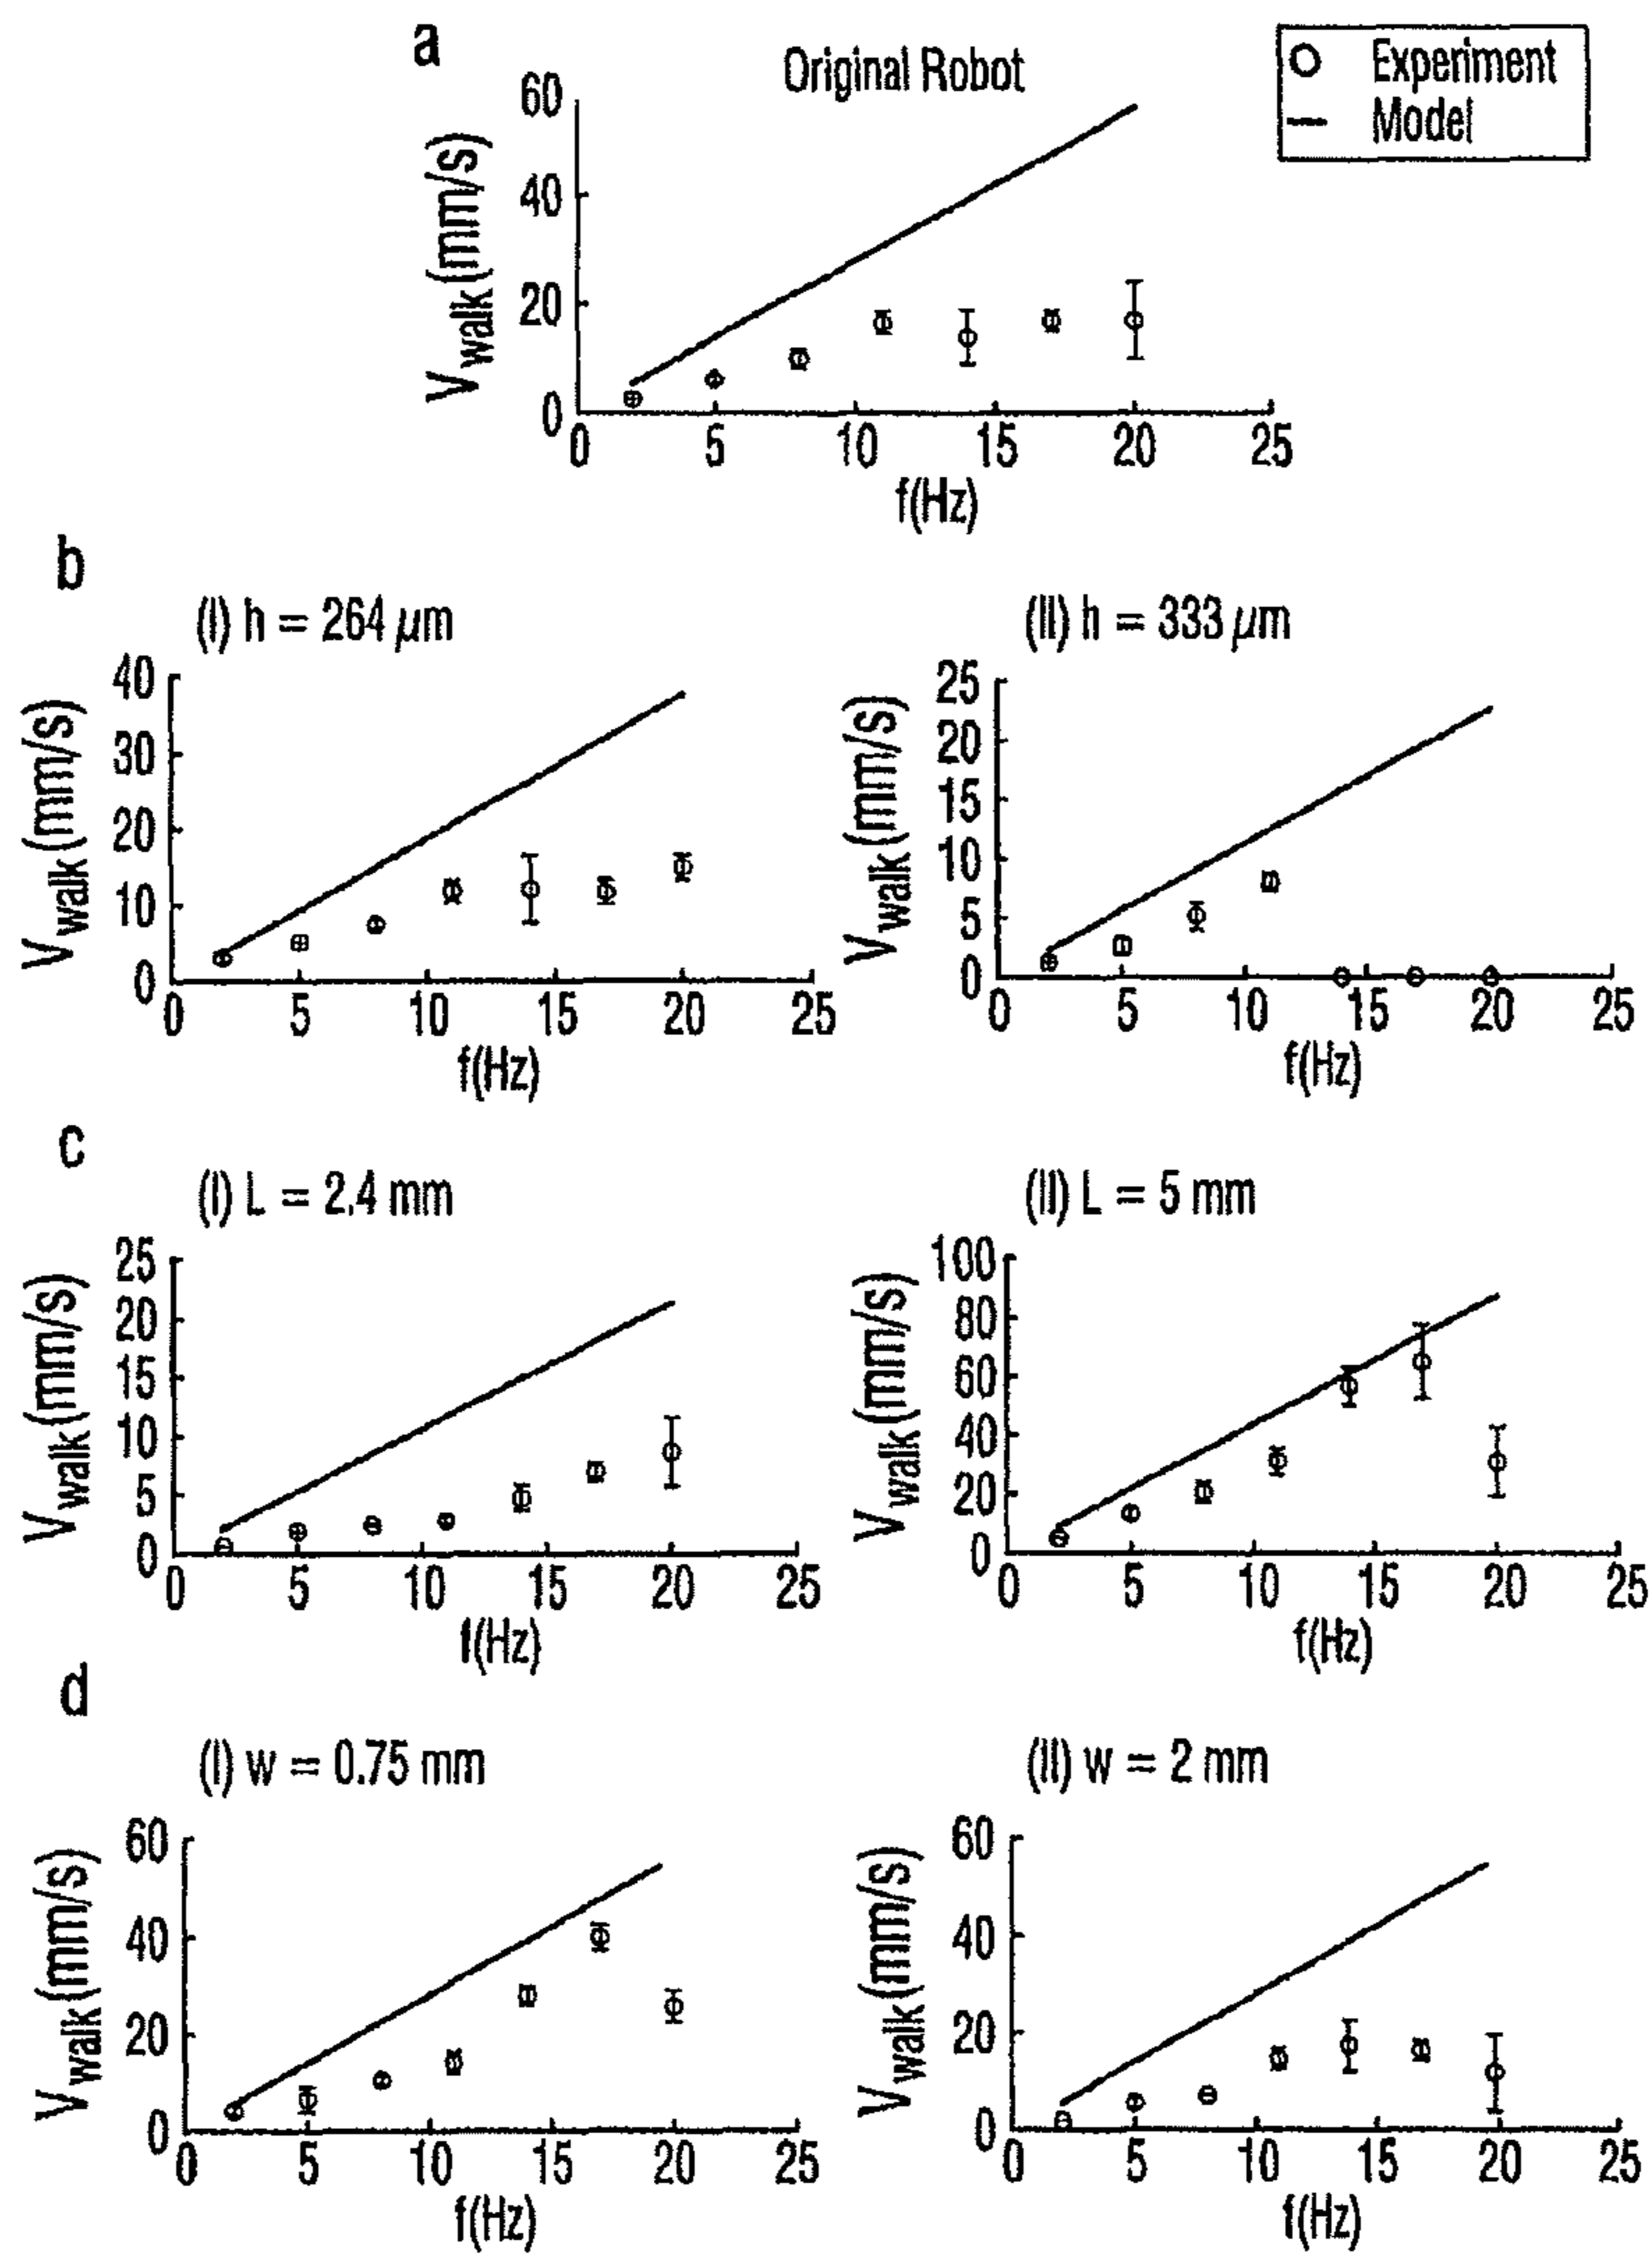 a
Original Robot
Experiment
Model
60
40
20
0
Vwalk(mm/s)
0 5 10 15 20 25
f(Hz)
b
(I) h = 264 μm
40
30
20
10
0
Vwalk(mm/s)
0 5 10 15 20 25
f(Hz)
(II) h = 333 μm
25
20
15
10
5
0
Vwalk(mm/s)
0 5 10 15 20 25
f(Hz)
c
(I) L = 2.4 mm
25
20
15
10
5
0
Vwalk(mm/s)
0 5 10 15 20 25
f(Hz)
(II) L = 5 mm
100
80
60
40
20
0
Vwalk(mm/s)
0 5 10 15 20 25
f(Hz)
d
(I) w = 0.75 mm
60
40
20
0
Vwalk(mm/s)
0 5 10 15 20 25
f(Hz)
(II) w = 2 mm
60
40
20
0
Vwalk(mm/s)
0 5 10 15 20 25
f(Hz)